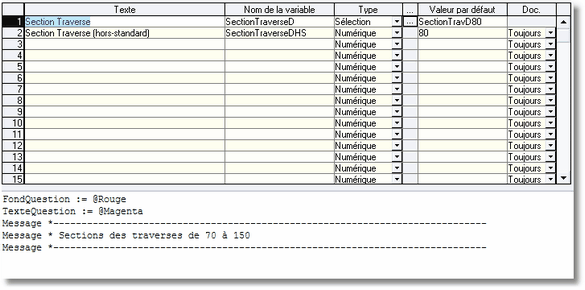 Texte Nom de la variable Type ... Valeur par défaut Doc.
1 Section Traverse SectionTraverseD Sélection ... SectionTravD80
2 Section Traverse (hors-standard) SectionTraverseDHS Numérique 80 Toujours
3 Numérique Toujours
4 Numérique Toujours
5 Numérique Toujours
6 Numérique Toujours
7 Numérique Toujours
8 Numérique Toujours
9 Numérique Toujours
10 Numérique Toujours
11 Numérique Toujours
12 Numérique Toujours
13 Numérique Toujours
14 Numérique Toujours
15 Numérique Toujours
FondQuestion := @Rouge
TexteQuestion := @Magenta
Message *-----------------------------------------------------------------
Message * Sections des traverses de 70 à 150
Message *-----------------------------------------------------------------